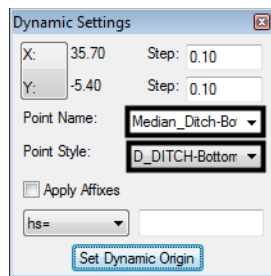 Dynamic Settings
X: 35.70 Step: 0.10
Y: -5.40 Step: 0.10
Point Name: Median_Ditch-Bo
Point Style: D_DITCH-Bottom
Apply Affixes
hs=
Set Dynamic Origin